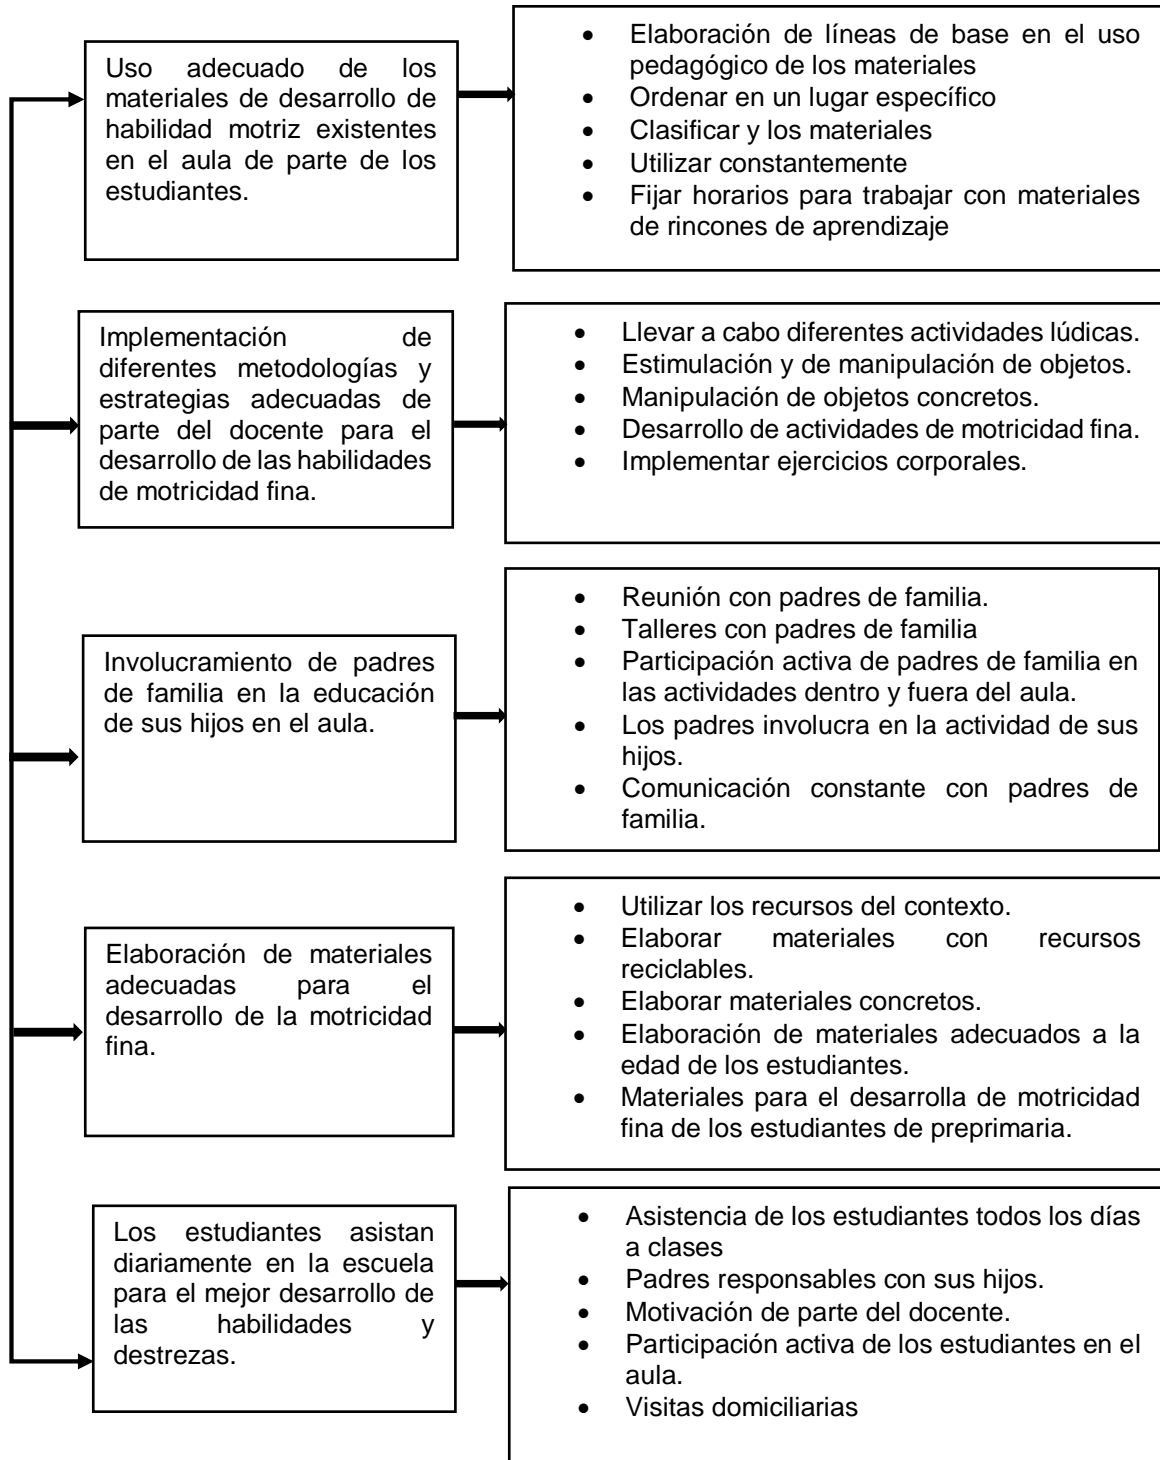 Uso adecuado de los
materiales de desarrollo de
habilidad motriz existentes
en el aula de parte de los
estudiantes.
• Elaboración de líneas de base en el uso
pedagógico de los materiales
• Ordenar en un lugar específico
• Clasificar y los materiales
• Utilizar constantemente
• Fijar horarios para trabajar con materiales
de rincones de aprendizaje
Implementación de
diferentes metodologías y
estrategias adecuadas de
parte del docente para el
desarrollo de las habilidades
de motricidad fina.
• Llevar a cabo diferentes actividades lúdicas.
• Estimulación y de manipulación de objetos.
• Manipulación de objetos concretos.
• Desarrollo de actividades de motricidad fina.
• Implementar ejercicios corporales.
Involucramiento de padres
de familia en la educación
de sus hijos en el aula.
• Reunión con padres de familia.
• Talleres con padres de familia
• Participación activa de padres de familia en
las actividades dentro y fuera del aula.
• Los padres involucra en la actividad de sus
hijos.
• Comunicación constante con padres de
familia.
Elaboración de materiales
adecuadas para el
desarrollo de la motricidad
fina.
• Utilizar los recursos del contexto.
• Elaborar materiales con recursos
reciclables.
• Elaborar materiales concretos.
• Elaboración de materiales adecuados a la
edad de los estudiantes.
• Materiales para el desarrolla de motricidad
fina de los estudiantes de preprimaria.
Los estudiantes asistan
diariamente en la escuela
para el mejor desarrollo de
las habilidades y
destrezas.
• Asistencia de los estudiantes todos los días
a clases
• Padres responsables con sus hijos.
• Motivación de parte del docente.
• Participación activa de los estudiantes en el
aula.
• Visitas domiciliarias